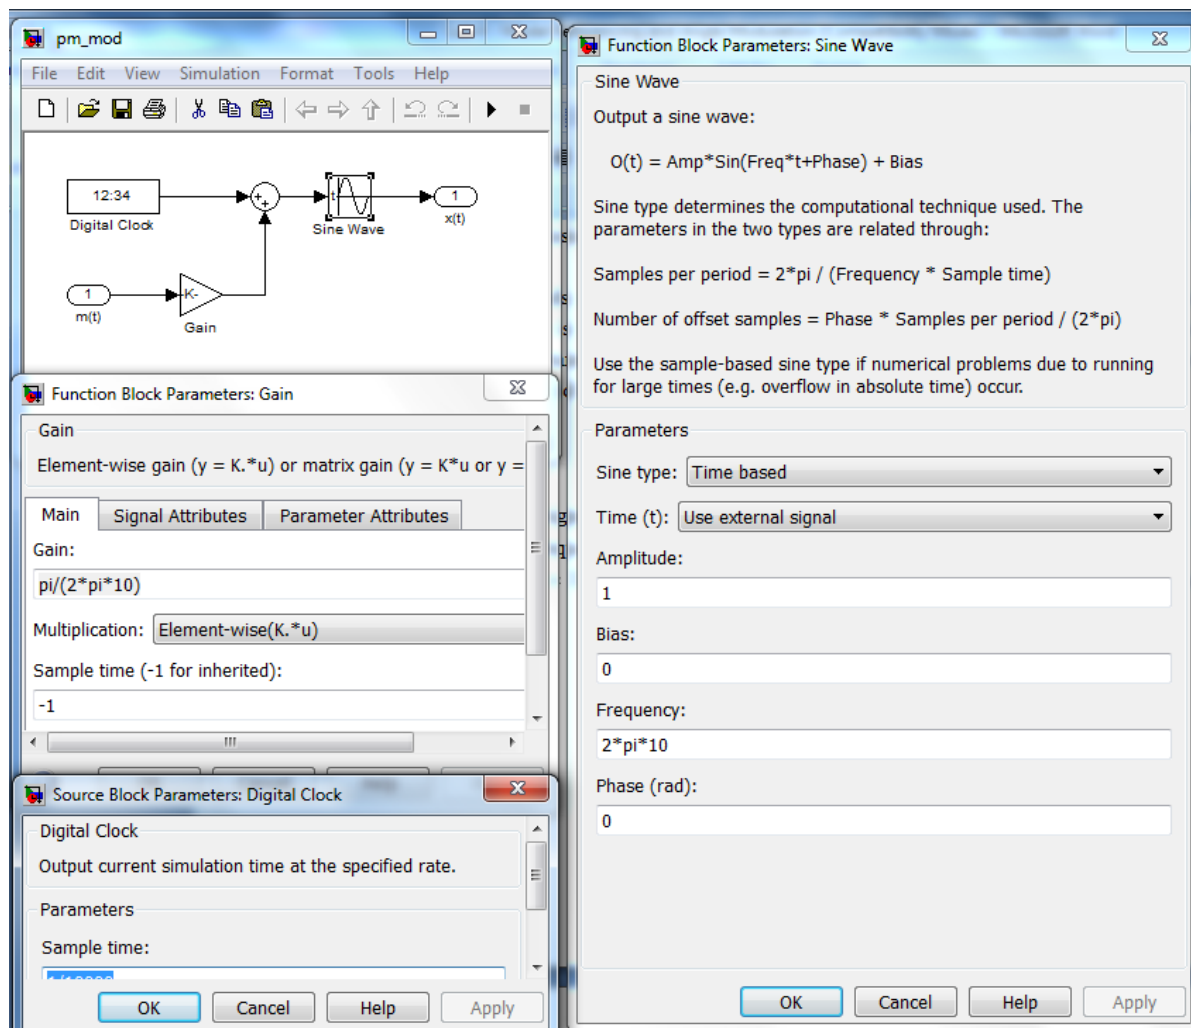 pm_mod
File Edit View Simulation Format Tools Help
12:34
Digital Clock
t
Sine Wave
1
x(t)
1
m(t)
-K-
Gain
Function Block Parameters: Gain
Gain
Element-wise gain (y = K.*u) or matrix gain (y = K*u or y =
Main Signal Attributes Parameter Attributes
Gain:
pi/(2*pi*10)
Multiplication: Element-wise(K.*u)
Sample time (-1 for inherited):
-1
Source Block Parameters: Digital Clock
Digital Clock
Output current simulation time at the specified rate.
Parameters
Sample time:
OK Cancel Help Apply
Function Block Parameters: Sine Wave
Sine Wave
Output a sine wave:
O(t) = Amp*Sin(Freq*t+Phase) + Bias
Sine type determines the computational technique used. The
parameters in the two types are related through:
Samples per period = 2*pi / (Frequency * Sample time)
Number of offset samples = Phase * Samples per period / (2*pi)
Use the sample-based sine type if numerical problems due to running
for large times (e.g. overflow in absolute time) occur.
Parameters
Sine type: Time based
Time (t): Use external signal
Amplitude:
1
Bias:
0
Frequency:
2*pi*10
Phase (rad):
0
OK Cancel Help Apply